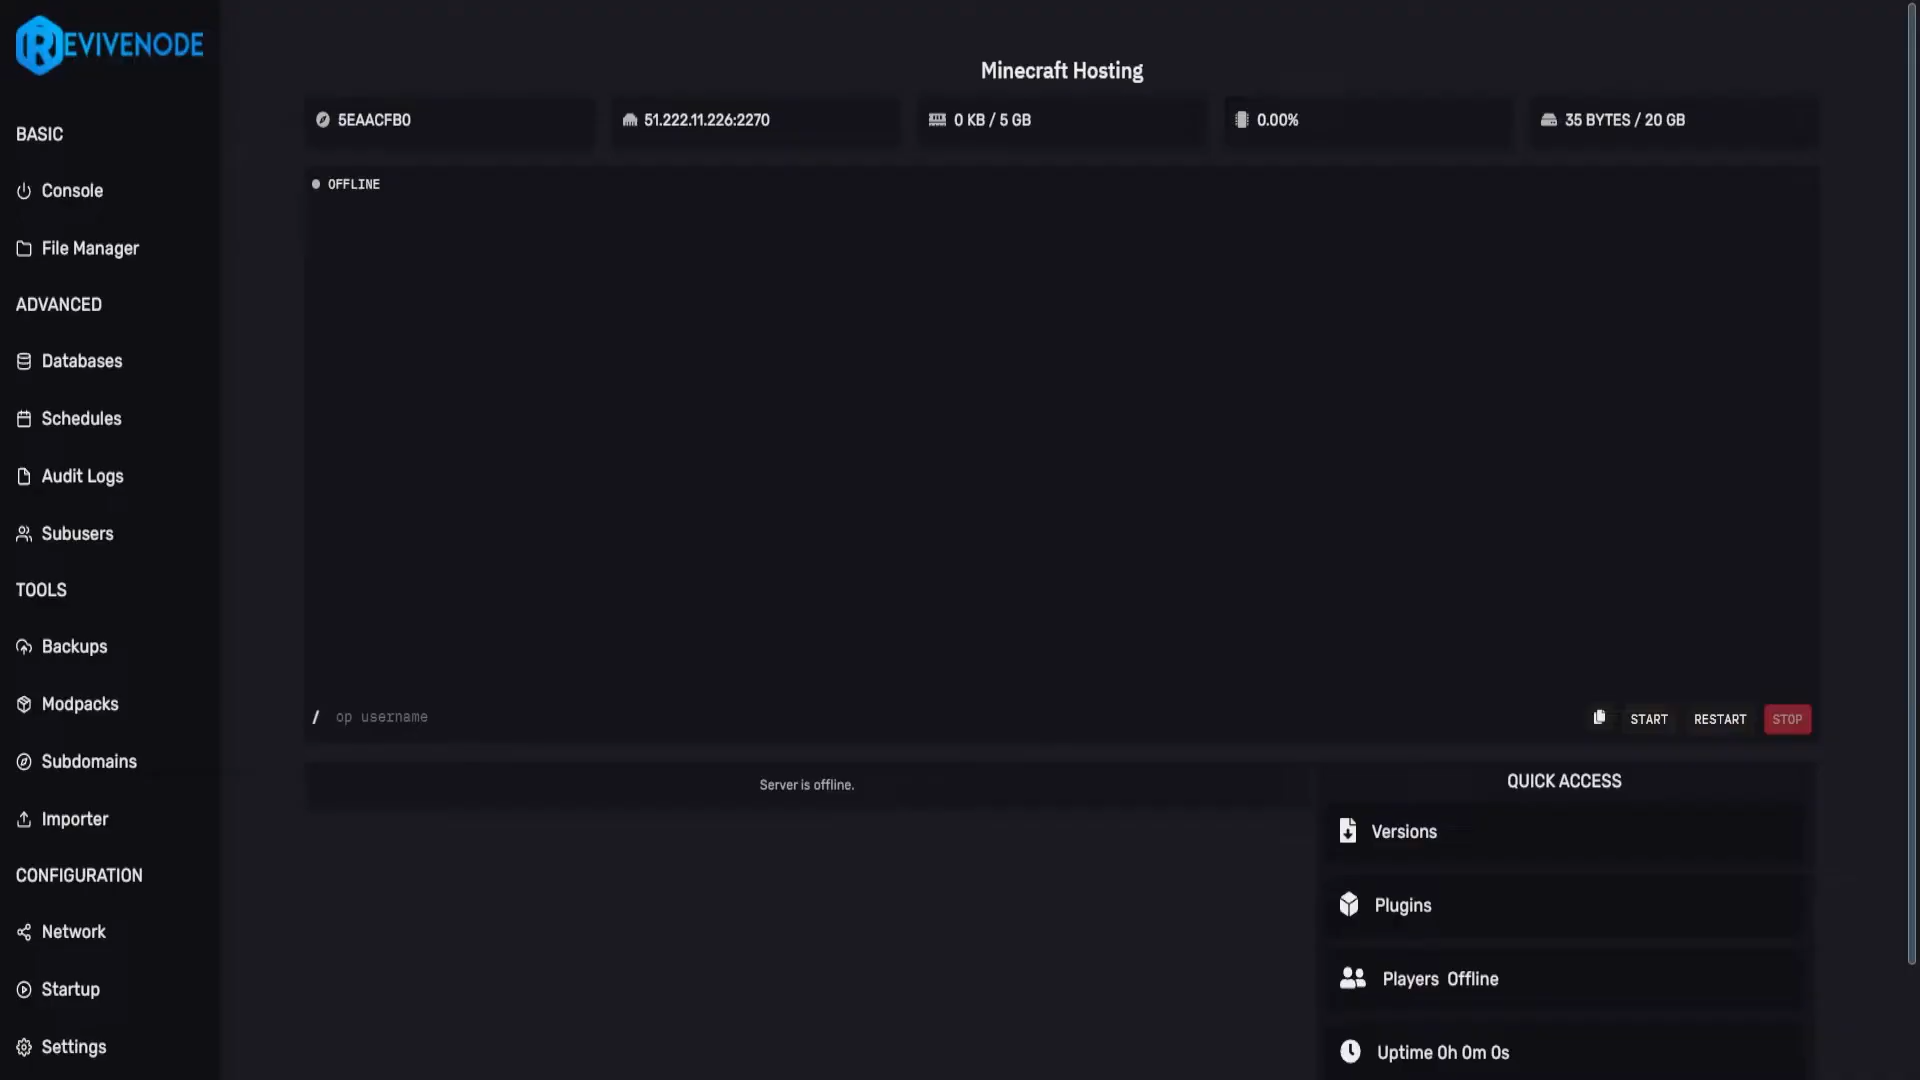 REVIVENODE
Minecraft Hosting
5EAACFB0
51.222.11.226:2270
0 KB / 5 GB
0.00%
35 BYTES / 20 GB
BASIC
Console
File Manager
ADVANCED
Databases
Schedules
Audit Logs
Subusers
TOOLS
Backups
Modpacks
Subdomains
Importer
CONFIGURATION
Network
Startup
Settings
OFFLINE
/ op username
START
RESTART
STOP
Server is offline.
QUICK ACCESS
Versions
Plugins
Players Offline
Uptime 0h 0m 0s